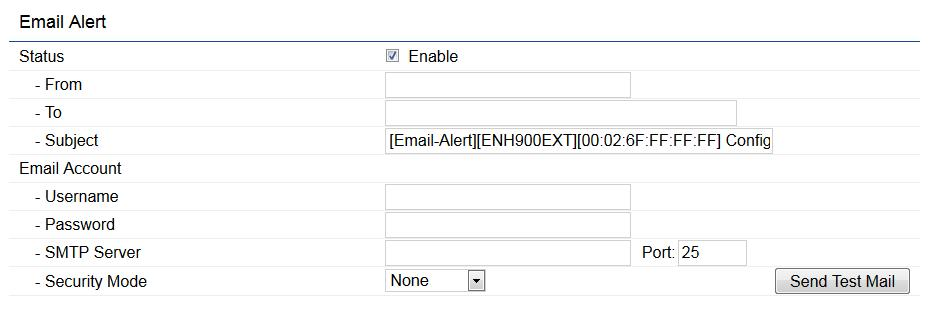 Email Alert
Status Enable
- From
- To
- Subject [Email-Alert][ENH900EXT][00:02:6F:FF:FF:FF] Config
Email Account
- Username
- Password
- SMTP Server Port: 25
- Security Mode None Send Test Mail